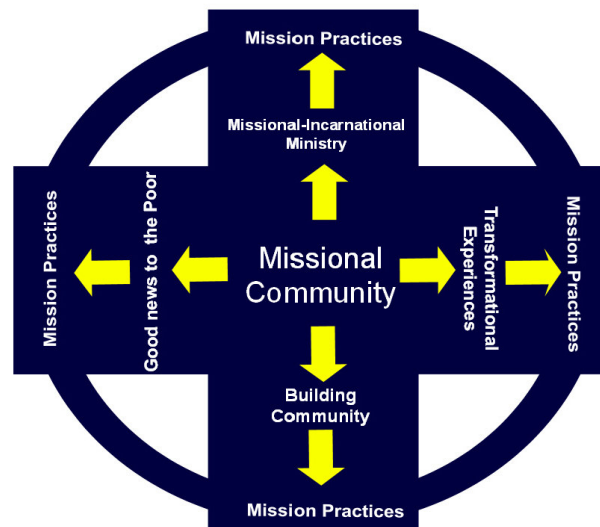 Mission Practices
Missional-Incarnational
Ministry
Mission Practices
Good news to the Poor
Missional
Community
Transformational
Experiences
Mission Practices
Building
Community
Mission Practices